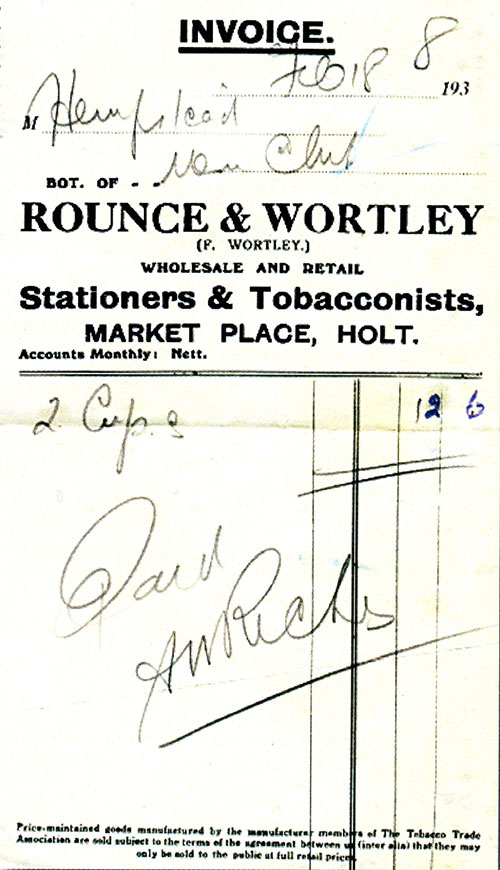 INVOICE.
Feb 18 1938
M Hempstead
Men Club
BOT. OF - -
ROUNCE & WORTLEY
(F. WORTLEY.)
WHOLESALE AND RETAIL
Stationers & Tobacconists,
MARKET PLACE, HOLT.
Accounts Monthly: Nett.
2 Cups 12 6
Paid
AW Riches
Price-maintained goods manufactured by the manufacturer members of The Tobacco Trade
Association are sold subject to the terms of the agreement between us (inter alia) that they may
only be sold to the public at full retail prices